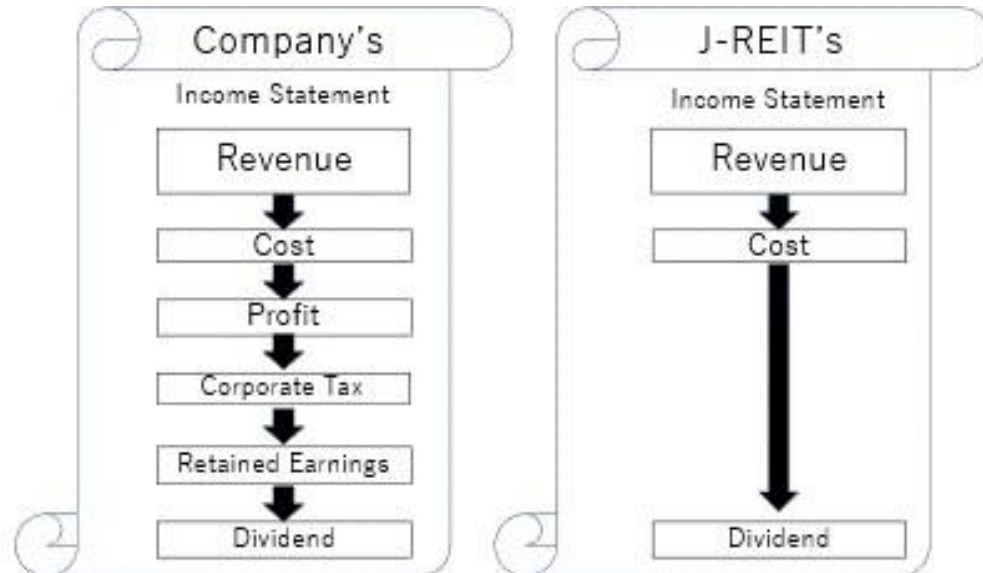 Company's
Income Statement
Revenue
Cost
Profit
Corporate Tax
Retained Earnings
Dividend
J-REIT's
Income Statement
Revenue
Cost
Dividend